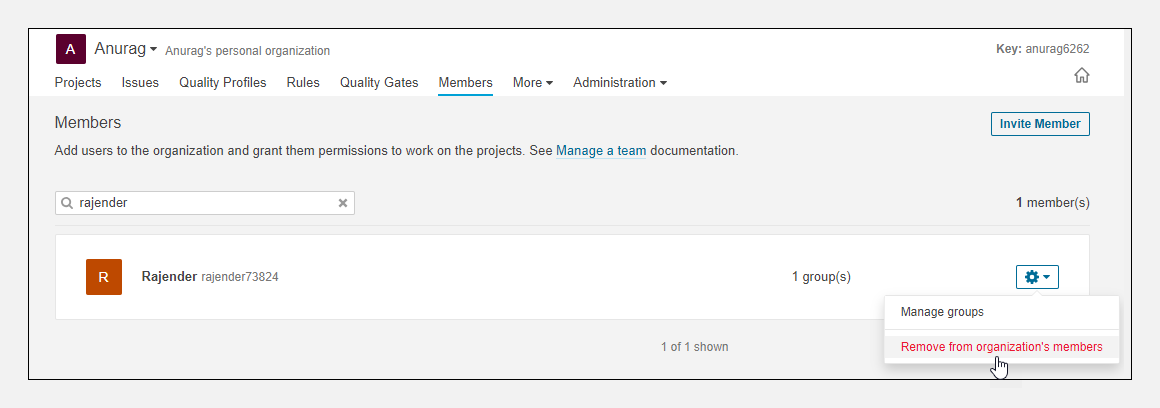 A Anurag Anurag's personal organization Key: anurag6262
Projects Issues Quality Profiles Rules Quality Gates Members More Administration
Members Invite Member
Add users to the organization and grant them permissions to work on the projects. See Manage a team documentation.
rajender 1 member(s)
R Rajender rajender73824 1 group(s)
Manage groups
Remove from organization's members
1 of 1 shown